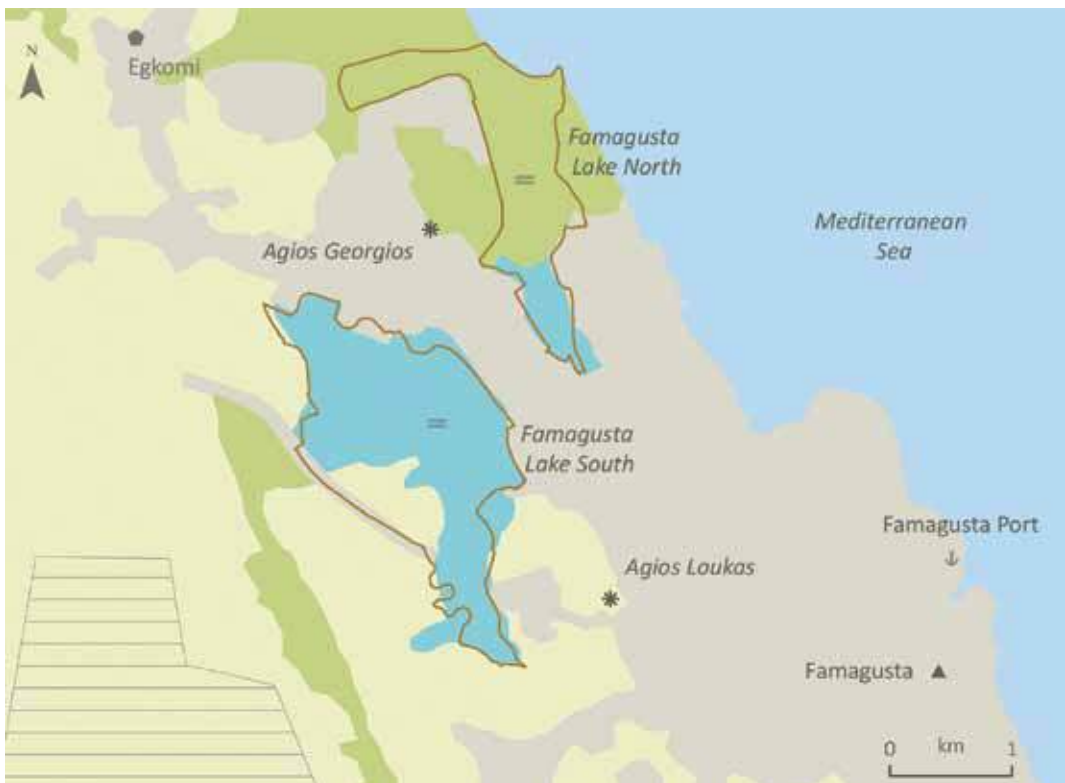 N
Egkomi
Famagusta
Lake North
Agios Georgios
Mediterranean
Sea
Famagusta
Lake South
Famagusta Port
Agios Loukas
Famagusta
0 km 1